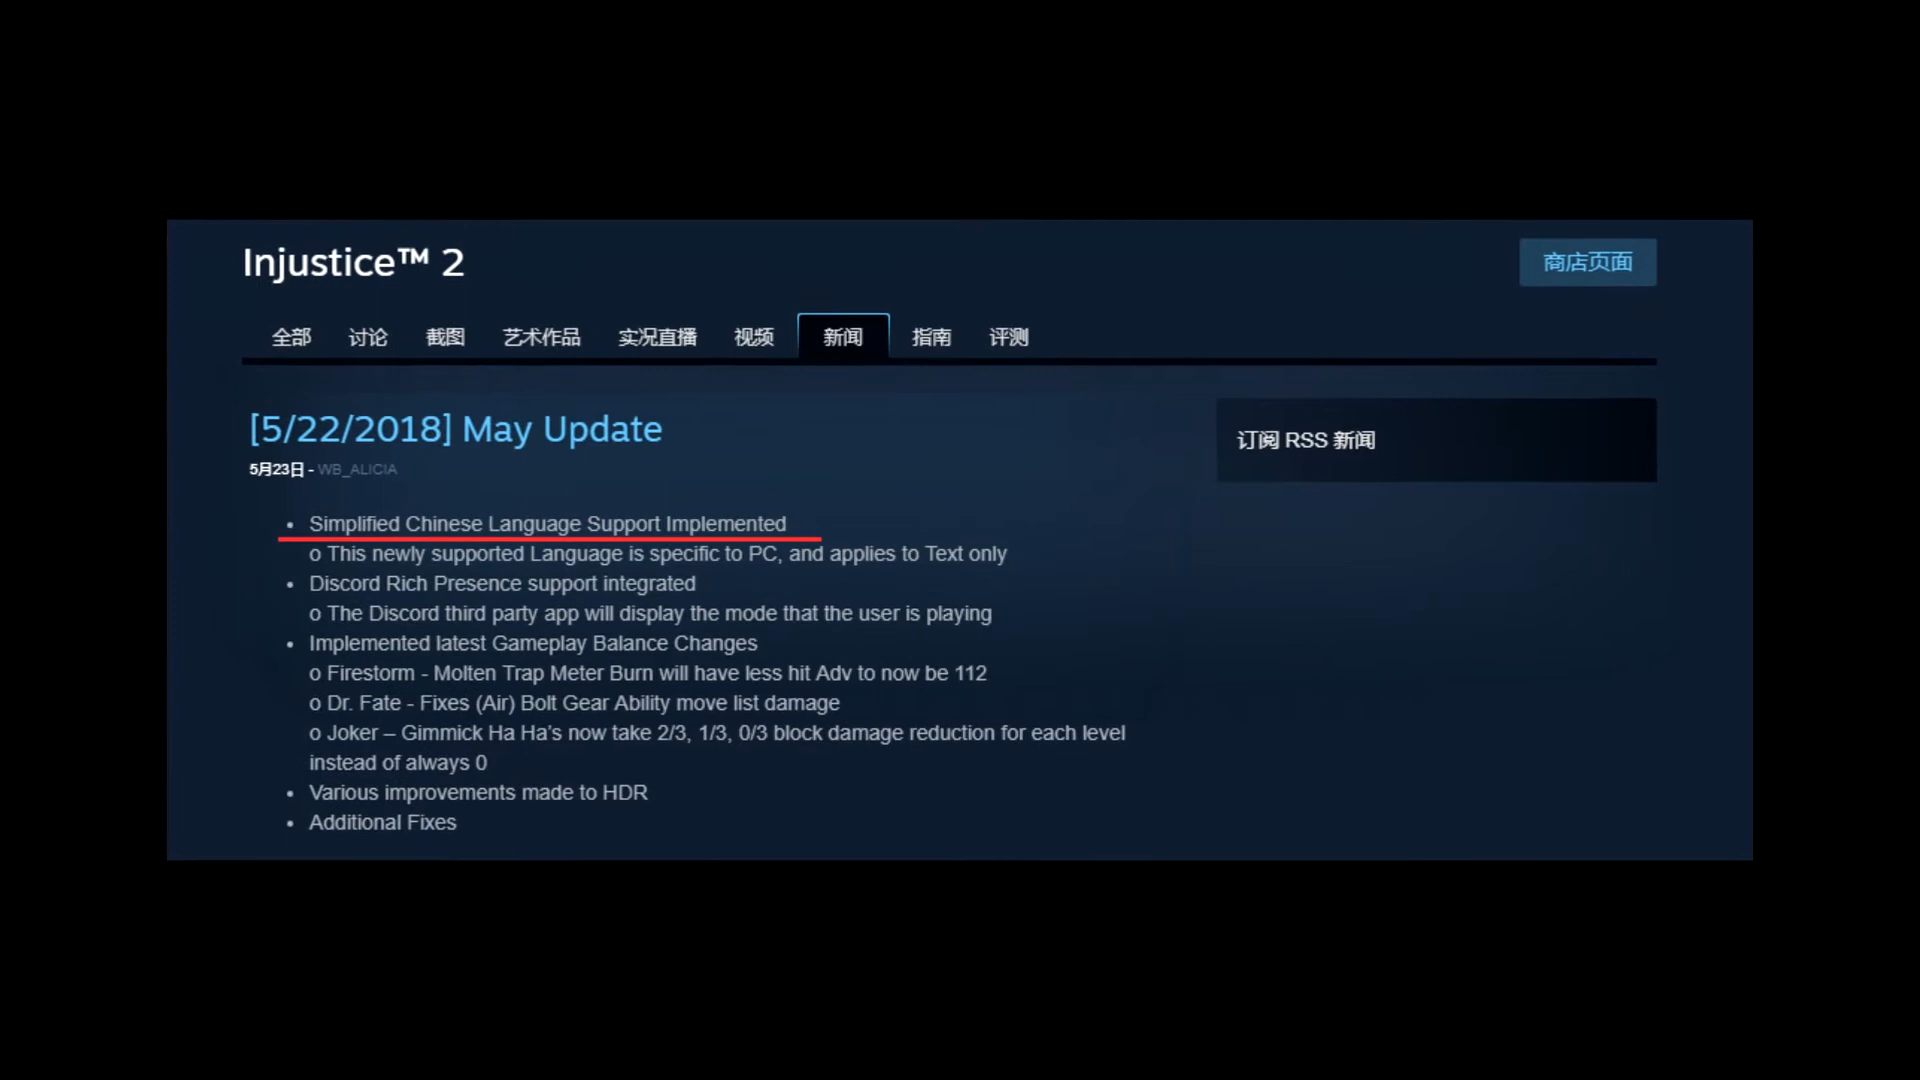 Injustice™ 2
商店页面
全部 讨论 截图 艺术作品 实况直播 视频 新闻 指南 评测
[5/22/2018] May Update
5月23日 - WB_ALICIA
订阅 RSS 新闻
• Simplified Chinese Language Support Implemented
o This newly supported Language is specific to PC, and applies to Text only
• Discord Rich Presence support integrated
o The Discord third party app will display the mode that the user is playing
• Implemented latest Gameplay Balance Changes
o Firestorm - Molten Trap Meter Burn will have less hit Adv to now be 112
o Dr. Fate - Fixes (Air) Bolt Gear Ability move list damage
o Joker – Gimmick Ha Ha's now take 2/3, 1/3, 0/3 block damage reduction for each level
instead of always 0
• Various improvements made to HDR
• Additional Fixes